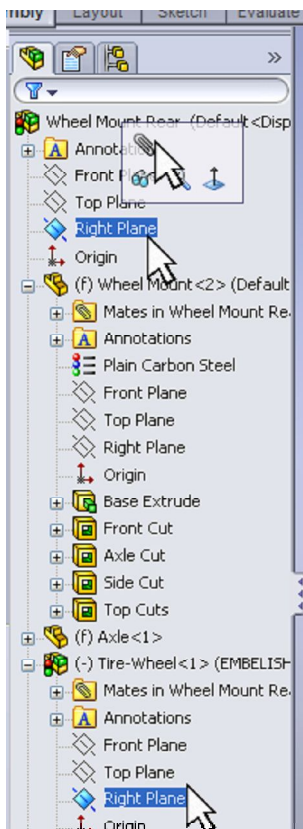 Layout Sketch Evaluate
Wheel Mount Rear (Default<Disp
Annotat
Front Plane
Top Plane
Right Plane
Origin
(f) Wheel Mount<2> (Default
Mates in Wheel Mount Re
A Annotations
Plain Carbon Steel
Front Plane
Top Plane
Right Plane
Origin
Base Extrude
Front Cut
Axle Cut
Side Cut
Top Cuts
(f) Axle<1>
(-) Tire-Wheel<1> (EMBELISH
Mates in Wheel Mount Re
A Annotations
Front Plane
Top Plane
Right Plane
Origin